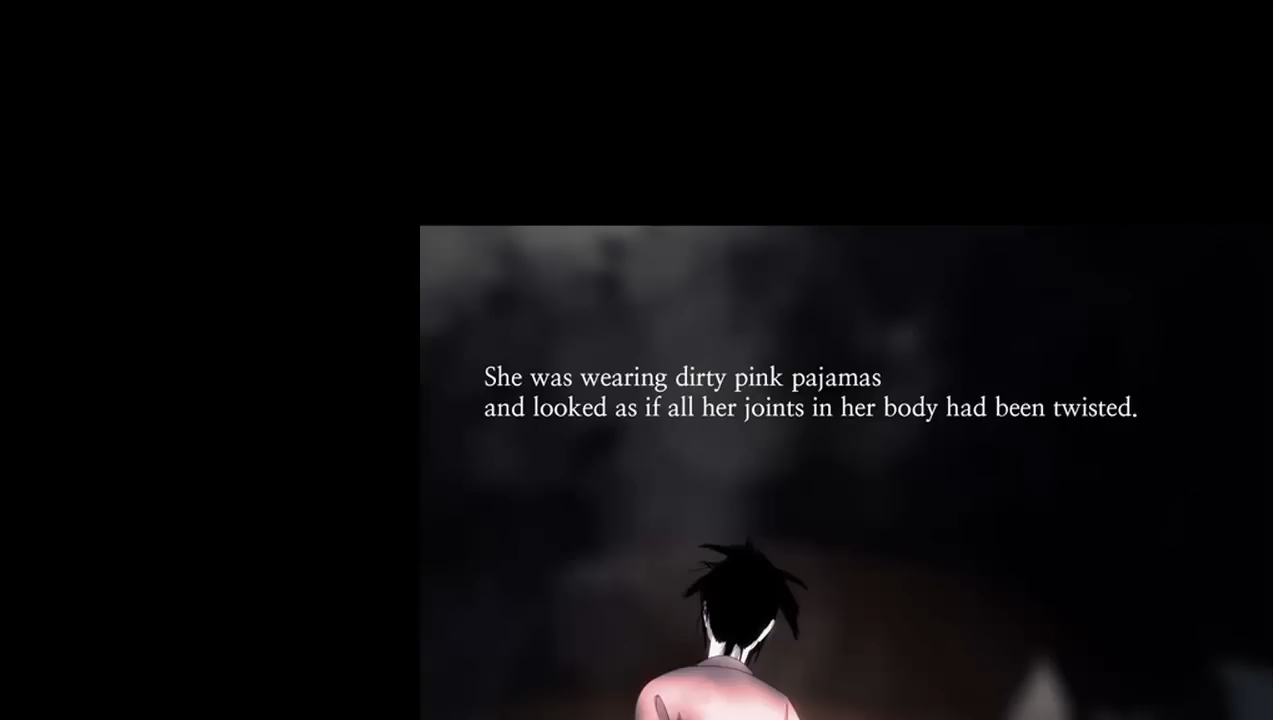 She was wearing dirty pink pajamas
and looked as if all her joints in her body had been twisted.